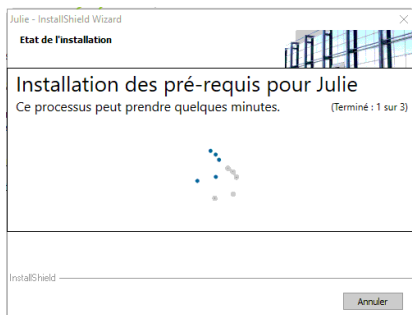 Julie - InstallShield Wizard
Etat de l'installation
Installation des pré-requis pour Julie
Ce processus peut prendre quelques minutes. (Terminé : 1 sur 3)
InstallShield
Annuler